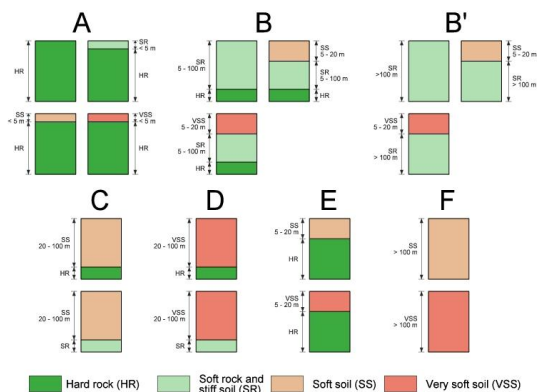 A
B
B'
HR
SR
< 5 m
HR
SS
< 5 m
HR
VSS
< 5 m
HR
SR
5-100 m
HR
SS
5 - 20 m
SR
5-100 m
HR
VSS
5 - 20 m
SR
5-100 m
HR
SR
>100 m
SS
5 - 20 m
SR
> 100 m
VSS
5 - 20 m
SR
> 100 m
C
D
E
F
SS
20 - 100 m
HR
VSS
20 - 100 m
HR
SS
5 - 20 m
HR
SS
> 100 m
SS
20 - 100 m
SR
VSS
20 - 100 m
SR
VSS
5 - 20 m
HR
VSS
> 100 m
Hard rock (HR)
Soft rock and
stiff soil (SR)
Soft soil (SS)
Very soft soil (VSS)